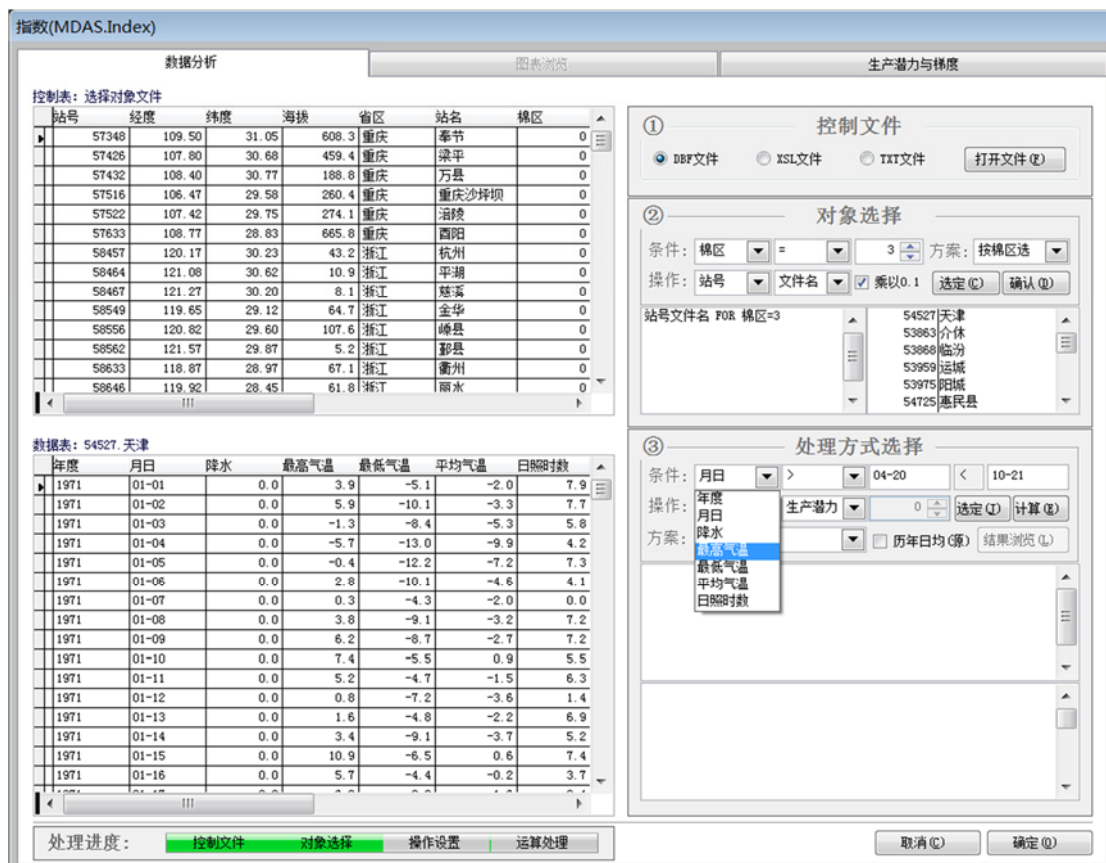 指数(MDAS.Index)
数据分析 图表浏览 生产潜力与梯度
控制表: 选择对象文件
站号 经度 纬度 海拔 省区 站名 棉区
57348 109.50 31.05 608.3 重庆 奉节 0
57426 107.80 30.68 459.4 重庆 梁平 0
57432 108.40 30.77 188.8 重庆 万县 0
57516 106.47 29.58 260.4 重庆 重庆沙坪坝 0
57522 107.42 29.75 274.1 重庆 涪陵 0
57633 108.77 28.83 665.8 重庆 酉阳 0
58457 120.17 30.23 43.2 浙江 杭州 0
58464 121.08 30.62 10.9 浙江 平湖 0
58467 121.27 30.20 8.1 浙江 慈溪 0
58549 119.65 29.12 64.7 浙江 金华 0
58556 120.82 29.60 107.6 浙江 嵊县 0
58562 121.57 29.87 5.2 浙江 鄞县 0
58633 118.87 28.97 67.1 浙江 衢州 0
58646 119.92 28.45 61.8 浙江 丽水 0
数据表: 54527.天津
年度 月日 降水 最高气温 最低气温 平均气温 日照时数
1971 01-01 0.0 3.9 -5.1 -2.0 7.9
1971 01-02 0.0 5.9 -10.1 -3.3 7.7
1971 01-03 0.0 -1.3 -8.4 -5.3 5.8
1971 01-04 0.0 -5.7 -13.0 -9.9 4.2
1971 01-05 0.0 -0.4 -12.2 -7.2 7.3
1971 01-06 0.0 2.8 -10.1 -4.6 4.1
1971 01-07 0.0 0.3 -4.3 -2.0 0.0
1971 01-08 0.0 3.8 -9.1 -3.2 7.2
1971 01-09 0.0 6.2 -8.7 -2.7 7.2
1971 01-10 0.0 7.4 -5.5 0.9 5.5
1971 01-11 0.0 5.2 -4.7 -1.5 6.3
1971 01-12 0.0 0.8 -7.2 -3.6 1.4
1971 01-13 0.0 1.6 -4.8 -2.2 6.9
1971 01-14 0.0 3.4 -9.1 -3.7 5.2
1971 01-15 0.0 10.9 -6.5 0.6 7.4
1971 01-16 0.0 5.7 -4.4 -0.2 3.7
① 控制文件
DBF文件 XSL文件 TXT文件 打开文件(F)
② 对象选择
条件: 棉区 = 3 方案: 按棉区选
操作: 站号 文件名 乘以0.1 选定(C) 确认(D)
站号文件名 FOR 棉区=3
54527 天津
53863 介休
53868 临汾
53959 运城
53975 阳城
54725 惠民县
③ 处理方式选择
条件: 月日 > 04-20 < 10-21
操作: 生产潜力 0 选定(J) 计算(E)
方案: 历年日均(源) 结果浏览(L)
年度
月日
降水
最高气温
最低气温
平均气温
日照时数
处理进度: 控制文件 对象选择 操作设置 运算处理
取消(C) 确定(O)